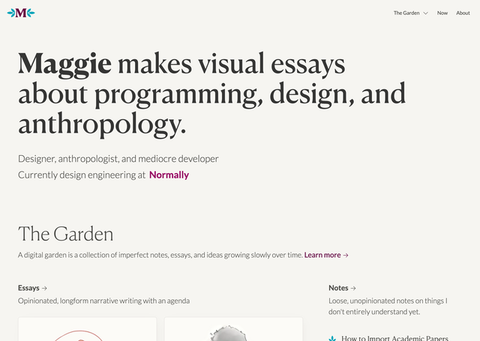 M
The Garden
Now
About
Maggie makes visual essays
about programming, design, and
anthropology.
Designer, anthropologist, and mediocre developer
Currently design engineering at Normally
The Garden
A digital garden is a collection of imperfect notes, essays, and ideas growing slowly over time. Learn more →
Essays →
Opinionated, longform narrative writing with an agenda
Notes →
Loose, unopinionated notes on things I
don't entirely understand yet.
How to Import Academic Papers